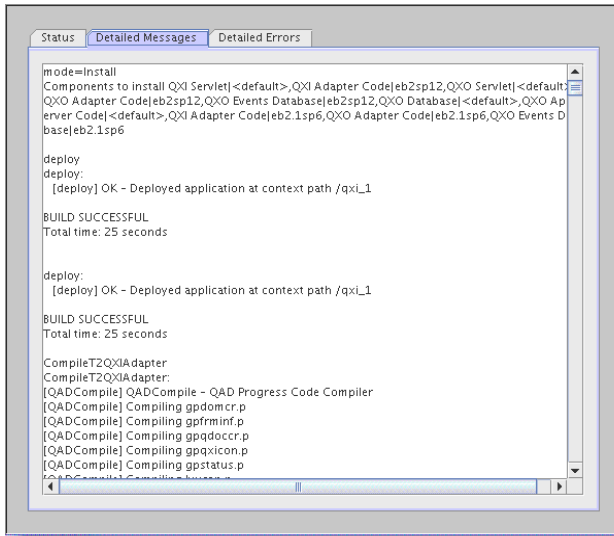 Status Detailed Messages Detailed Errors
mode=Install
Components to install QXI Servlet|<default>,QXI Adapter Code|eb2sp12,QXO Servlet|<default>
QXO Adapter Code|eb2sp12,QXO Events Database|eb2sp12,QXO Database|<default>,QXO Ap
erver Code|<default>,QXI Adapter Code|eb2.1sp6,QXO Adapter Code|eb2.1sp6,QXO Events D
base|eb2.1sp6
deploy
deploy:
[deploy] OK - Deployed application at context path /qxi_1
BUILD SUCCESSFUL
Total time: 25 seconds
deploy:
[deploy] OK - Deployed application at context path /qxi_1
BUILD SUCCESSFUL
Total time: 25 seconds
CompileT2QXIAdapter
CompileT2QXIAdapter:
[QADCompile] QADCompile - QAD Progress Code Compiler
[QADCompile] Compiling gpdomcr.p
[QADCompile] Compiling gpfrminf.p
[QADCompile] Compiling gpqdoccr.p
[QADCompile] Compiling gpqxicon.p
[QADCompile] Compiling gpstatus.p
[QADCompile] Compiling